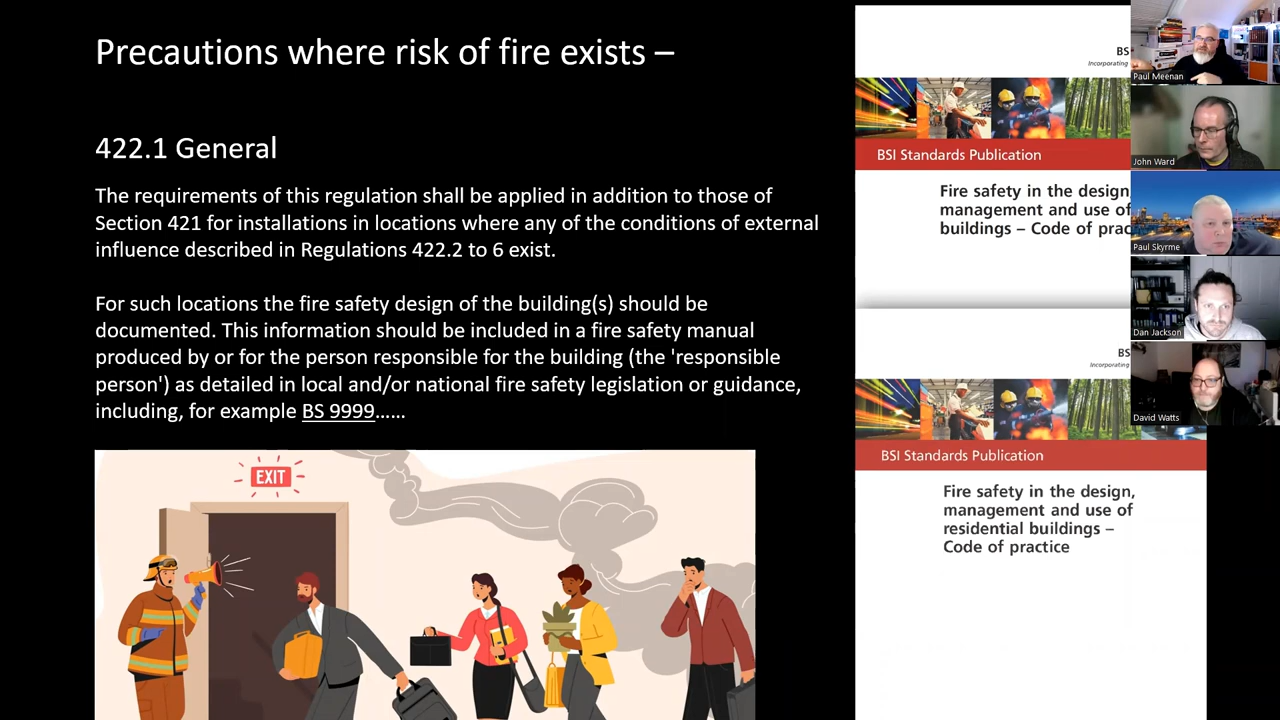 Precautions where risk of fire exists –
422.1 General
The requirements of this regulation shall be applied in addition to those of
Section 421 for installations in locations where any of the conditions of external
influence described in Regulations 422.2 to 6 exist.
For such locations the fire safety design of the building(s) should be
documented. This information should be included in a fire safety manual
produced by or for the person responsible for the building (the 'responsible
person') as detailed in local and/or national fire safety legislation or guidance,
including, for example BS 9999……
EXIT
BS
Incorporating
BSI Standards Publication
Fire safety in the design,
management and use of
buildings – Code of prac
BS
Incorporating
BSI Standards Publication
Fire safety in the design,
management and use of
residential buildings –
Code of practice
Paul Meenan
John Ward
Paul Skyrme
Dan Jackson
David Watts